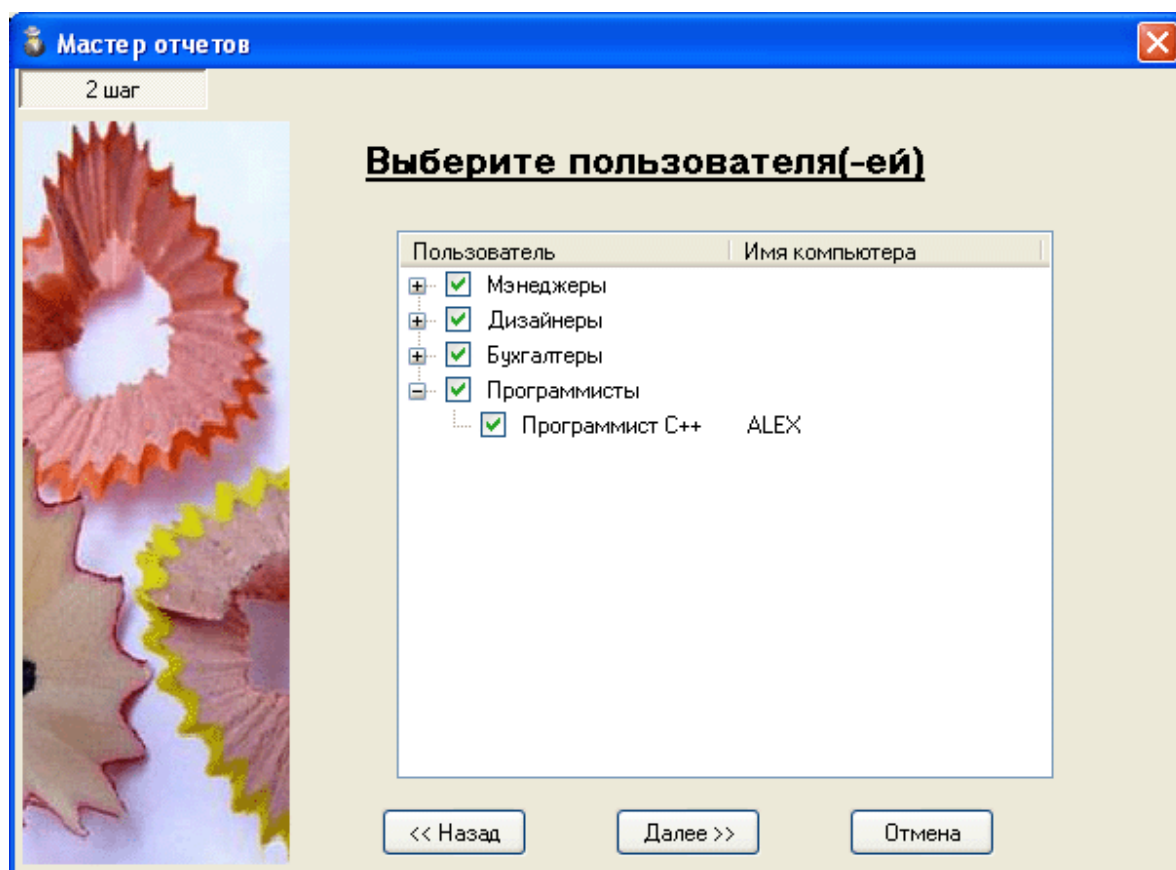 Мастер отчетов
2 шаг
Выберите пользователя(-ей)
Пользователь Имя компьютера
Мэнеджеры
Дизайнеры
Бухгалтеры
Программисты
Программист C++ ALEX
<< Назад Далее >> Отмена